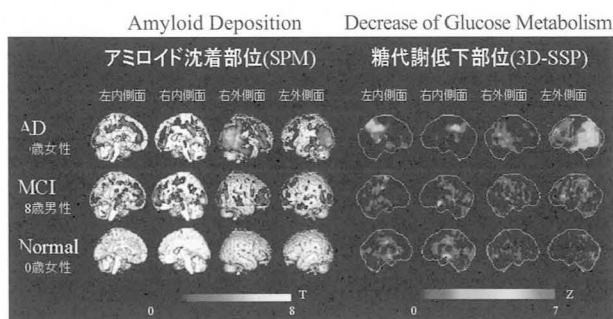 Amyloid Deposition
Decrease of Glucose Metabolism
アミロイド沈着部位(SPM)
糖代謝低下部位(3D-SSP)
左内側面 右内側面 右外側面 左外側面
左内側面 右内側面 右外側面 左外側面
AD
歳女性
MCI
8歳男性
Normal
0歳女性
T
0 8
Z
0 7